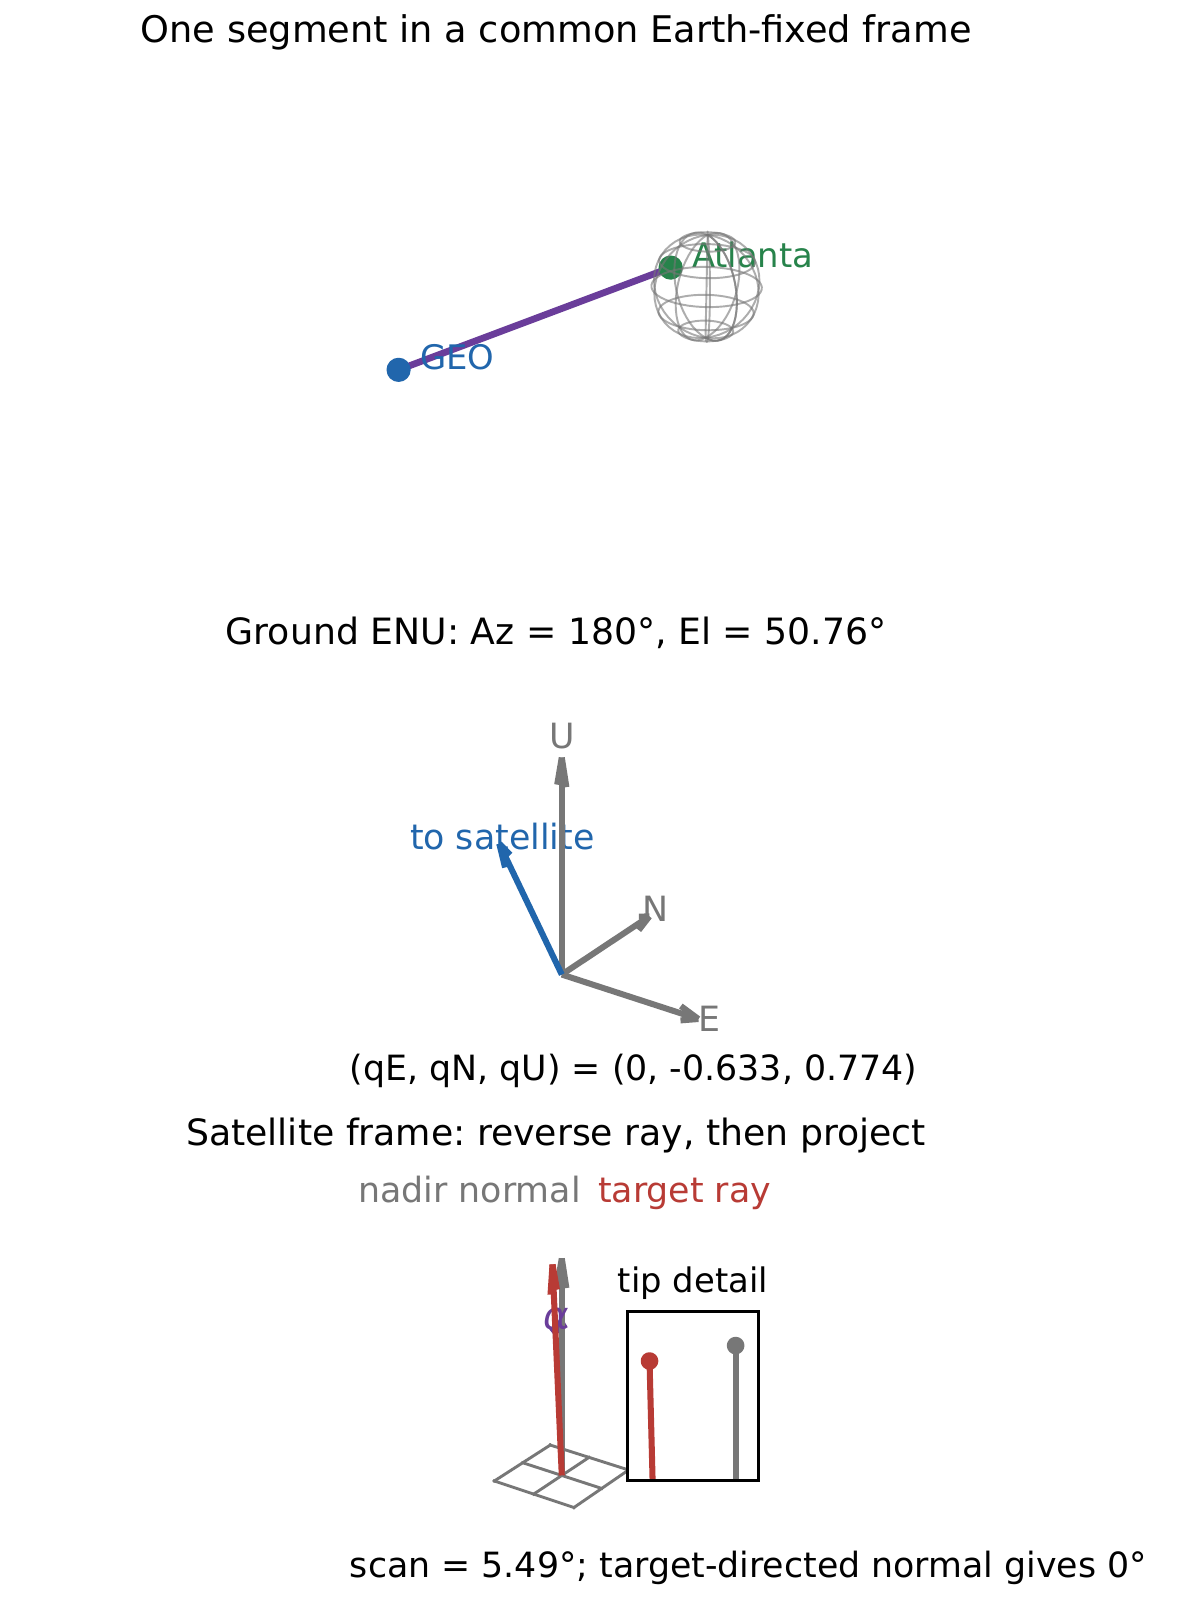 One segment in a common Earth-fixed frame
Atlanta
GEO
Ground ENU: Az = 180°, El = 50.76°
U
to satellite
N
E
(qE, qN, qU) = (0, -0.633, 0.774)
Satellite frame: reverse ray, then project
nadir normal target ray
tip detail
α
scan = 5.49°; target-directed normal gives 0°